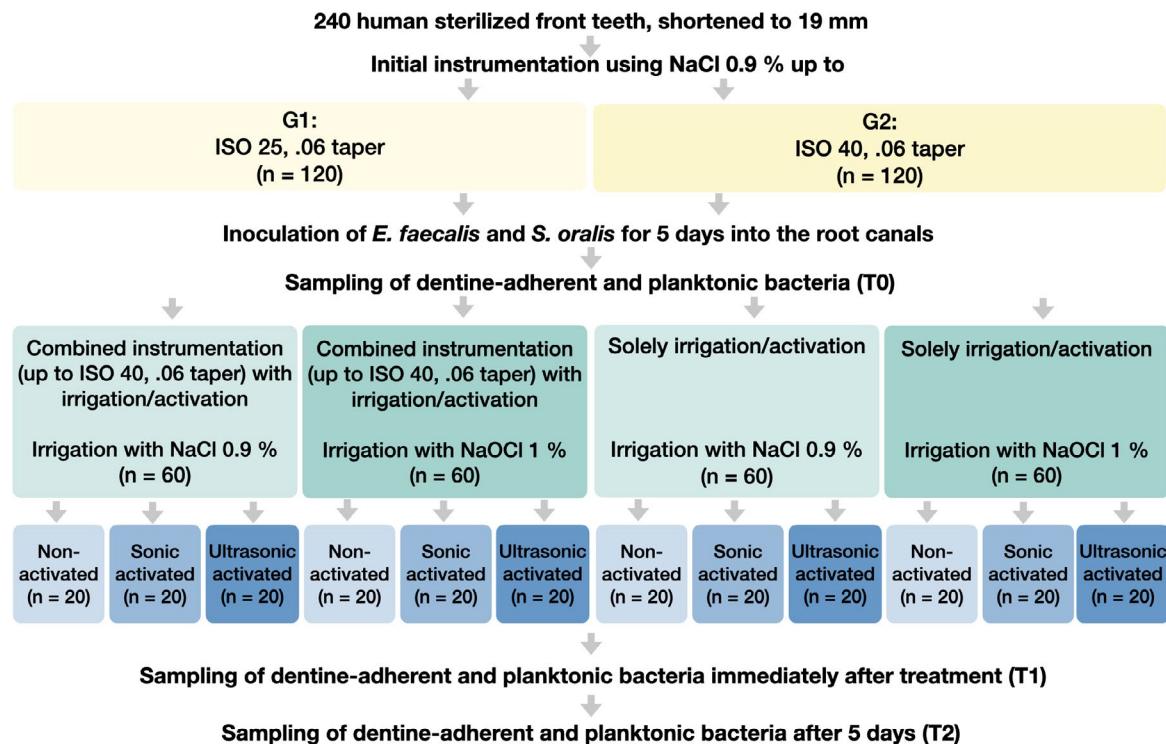 240 human sterilized front teeth, shortened to 19 mm
Initial instrumentation using NaCl 0.9 % up to
G1:
ISO 25, .06 taper
(n = 120)
G2:
ISO 40, .06 taper
(n = 120)
Inoculation of E. faecalis and S. oralis for 5 days into the root canals
Sampling of dentine-adherent and planktonic bacteria (T0)
Combined instrumentation
(up to ISO 40, .06 taper) with
irrigation/activation
Irrigation with NaCl 0.9 %
(n = 60)
Combined instrumentation
(up to ISO 40, .06 taper) with
irrigation/activation
Irrigation with NaOCl 1 %
(n = 60)
Solely irrigation/activation
Irrigation with NaCl 0.9 %
(n = 60)
Solely irrigation/activation
Irrigation with NaOCl 1 %
(n = 60)
Non-
activated
(n = 20)
Sonic
activated
(n = 20)
Ultrasonic
activated
(n = 20)
Non-
activated
(n = 20)
Sonic
activated
(n = 20)
Ultrasonic
activated
(n = 20)
Non-
activated
(n = 20)
Sonic
activated
(n = 20)
Ultrasonic
activated
(n = 20)
Non-
activated
(n = 20)
Sonic
activated
(n = 20)
Ultrasonic
activated
(n = 20)
Sampling of dentine-adherent and planktonic bacteria immediately after treatment (T1)
Sampling of dentine-adherent and planktonic bacteria after 5 days (T2)